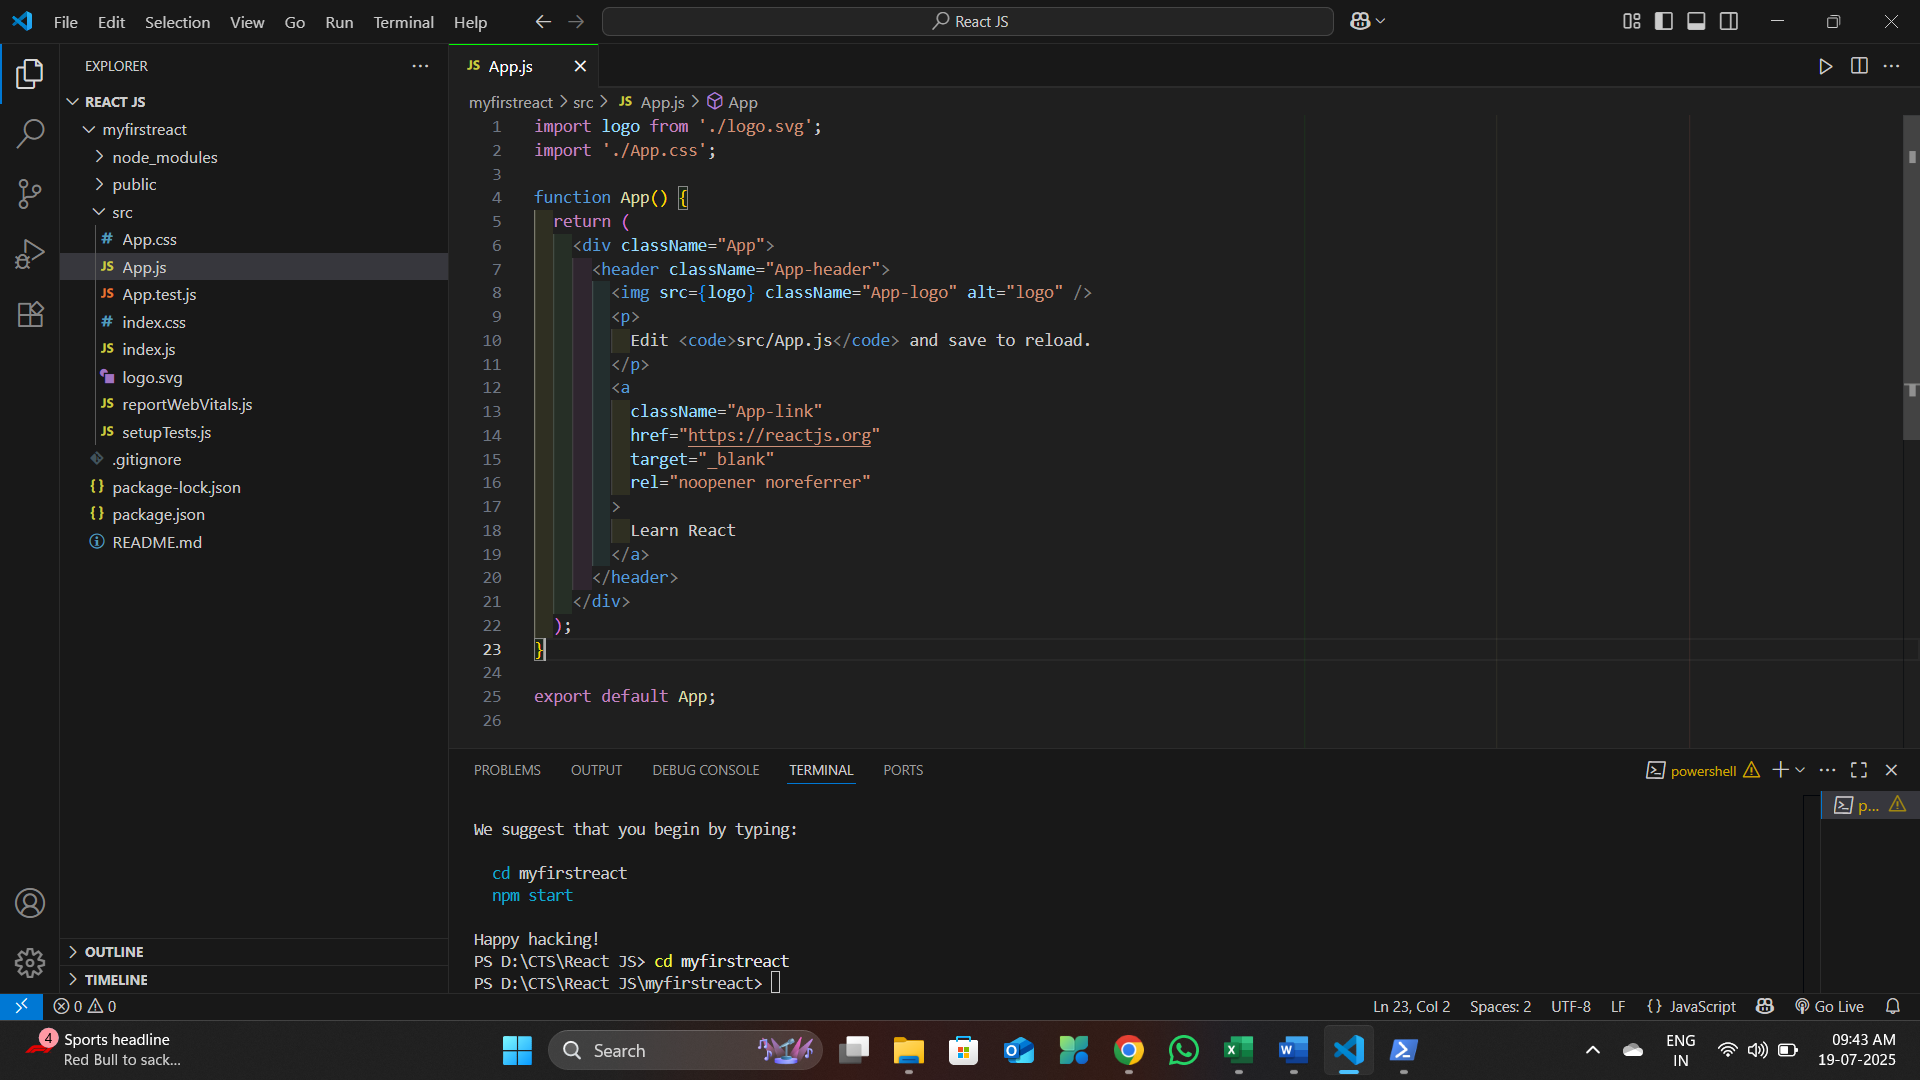 File Edit Selection View Go Run Terminal Help
React JS
EXPLORER
REACT JS
myfirstreact
node_modules
public
src
# App.css
JS App.js
JS App.test.js
# index.css
JS index.js
logo.svg
JS reportWebVitals.js
JS setupTests.js
.gitignore
{} package-lock.json
{} package.json
README.md
OUTLINE
TIMELINE
JS App.js
myfirstreact > src > JS App.js > App
1 import logo from './logo.svg';
2 import './App.css';
3
4 function App() {
5 return (
6 <div className="App">
7 <header className="App-header">
8 <img src={logo} className="App-logo" alt="logo" />
9 <p>
10 Edit <code>src/App.js</code> and save to reload.
11 </p>
12 <a
13 className="App-link"
14 href="https://reactjs.org"
15 target="_blank"
16 rel="noopener noreferrer"
17 >
18 Learn React
19 </a>
20 </header>
21 </div>
22 );
23 }
24
25 export default App;
26
PROBLEMS OUTPUT DEBUG CONSOLE TERMINAL PORTS
powershell
p...
We suggest that you begin by typing:
cd myfirstreact
npm start
Happy hacking!
PS D:\CTS\React JS> cd myfirstreact
PS D:\CTS\React JS\myfirstreact>
0 0
Ln 23, Col 2 Spaces: 2 UTF-8 LF {} JavaScript Go Live
4
Sports headline
Red Bull to sack...
Search
ENG
IN
09:43 AM
19-07-2025